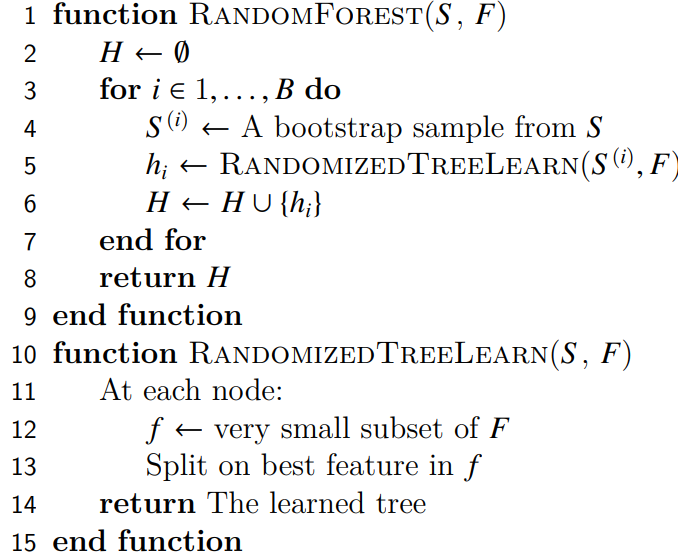 1 function RANDOMFOREST(S, F)
2 H ← ∅
3 for i ∈ 1, . . . , B do
4 S⁽ⁱ⁾ ← A bootstrap sample from S
5 hᵢ ← RANDOMIZEDTREELEARN(S⁽ⁱ⁾, F)
6 H ← H ∪ {hᵢ}
7 end for
8 return H
9 end function
10 function RANDOMIZEDTREELEARN(S, F)
11 At each node:
12 f ← very small subset of F
13 Split on best feature in f
14 return The learned tree
15 end function